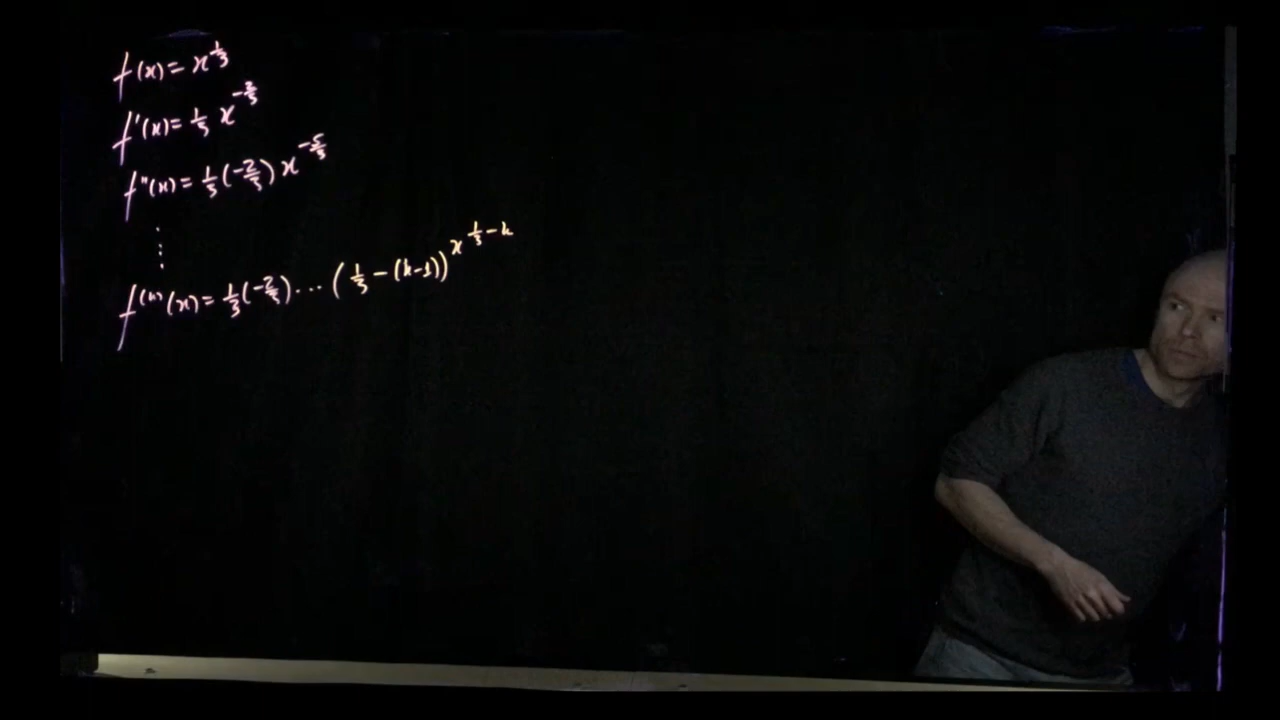 f(x) = x^{1/3}
f'(x) = 1/3 x^{-2/3}
f''(x) = 1/3 (-2/3) x^{-5/3}
⋮
f^{(k)}(x) = 1/3 (-2/3) ... (1/3 - (k-1)) x^{1/3 - k}